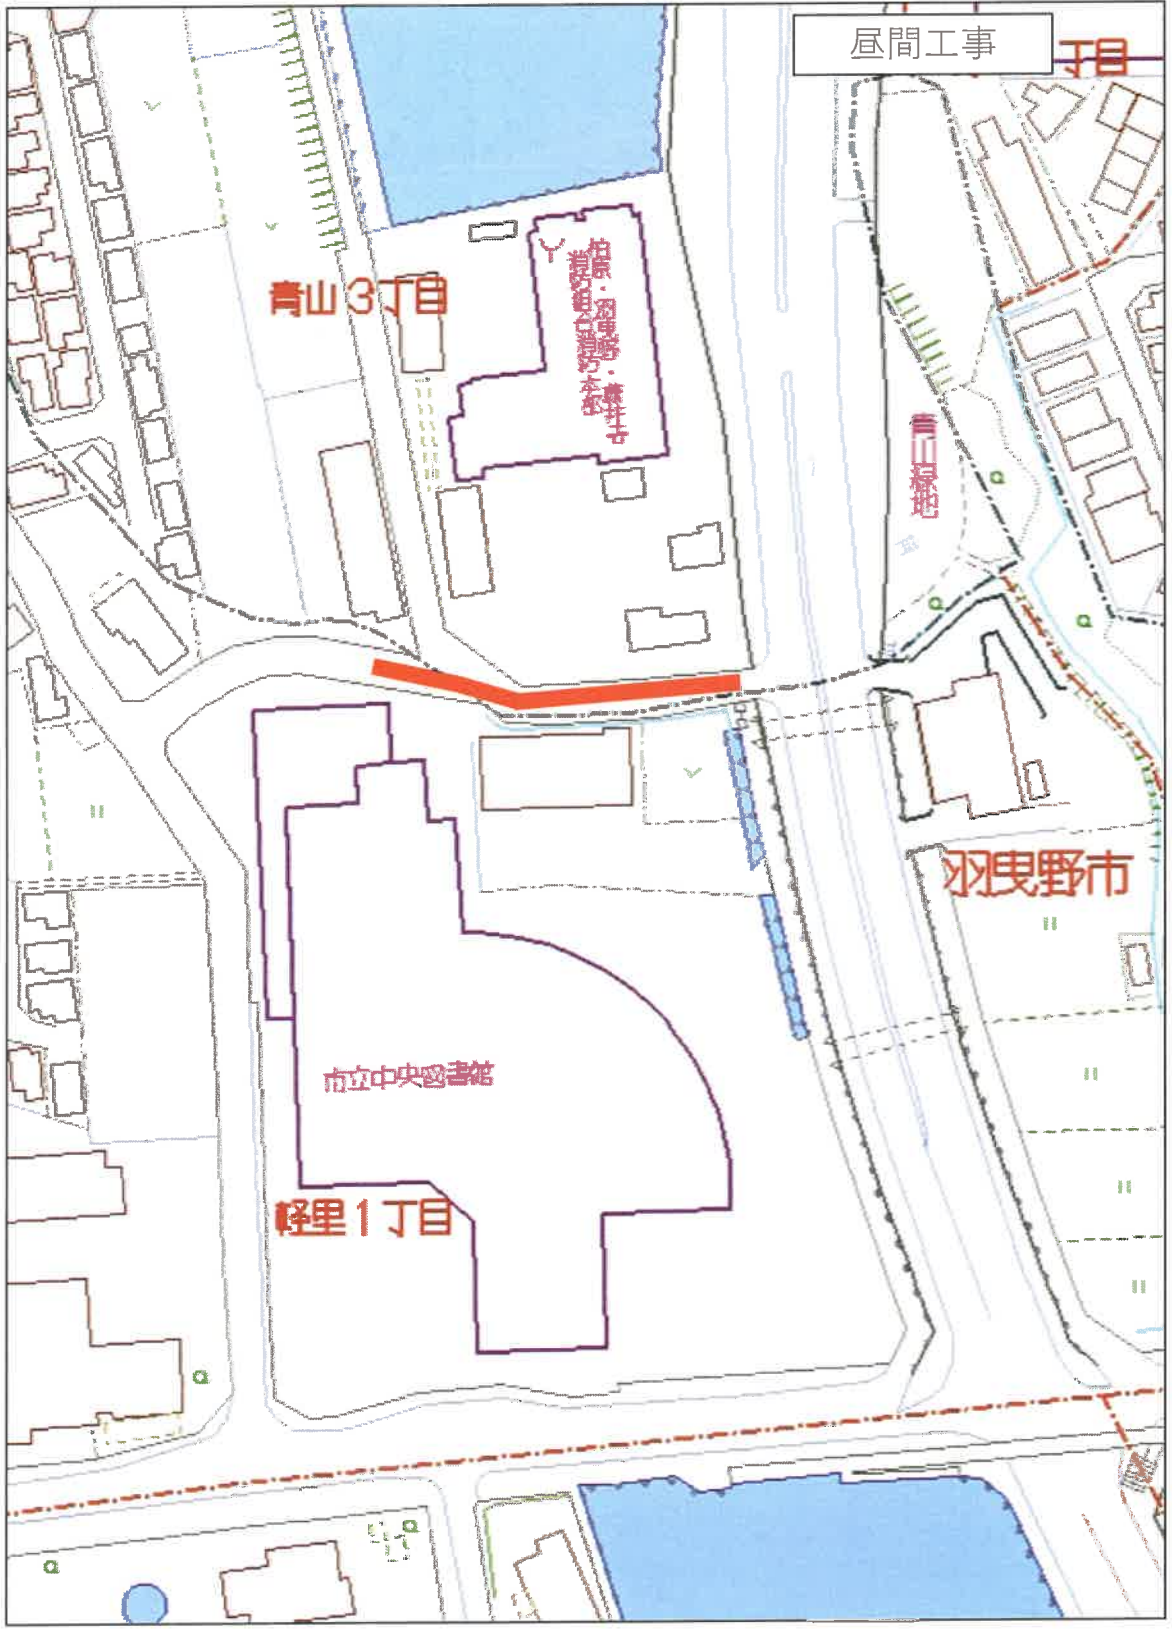 昼間工事
丁目
青山3丁目
柏原・羽曳野・藤井寺
消防組合消防本部
青山緑地
羽曳野市
市立中央図書館
軽里1丁目